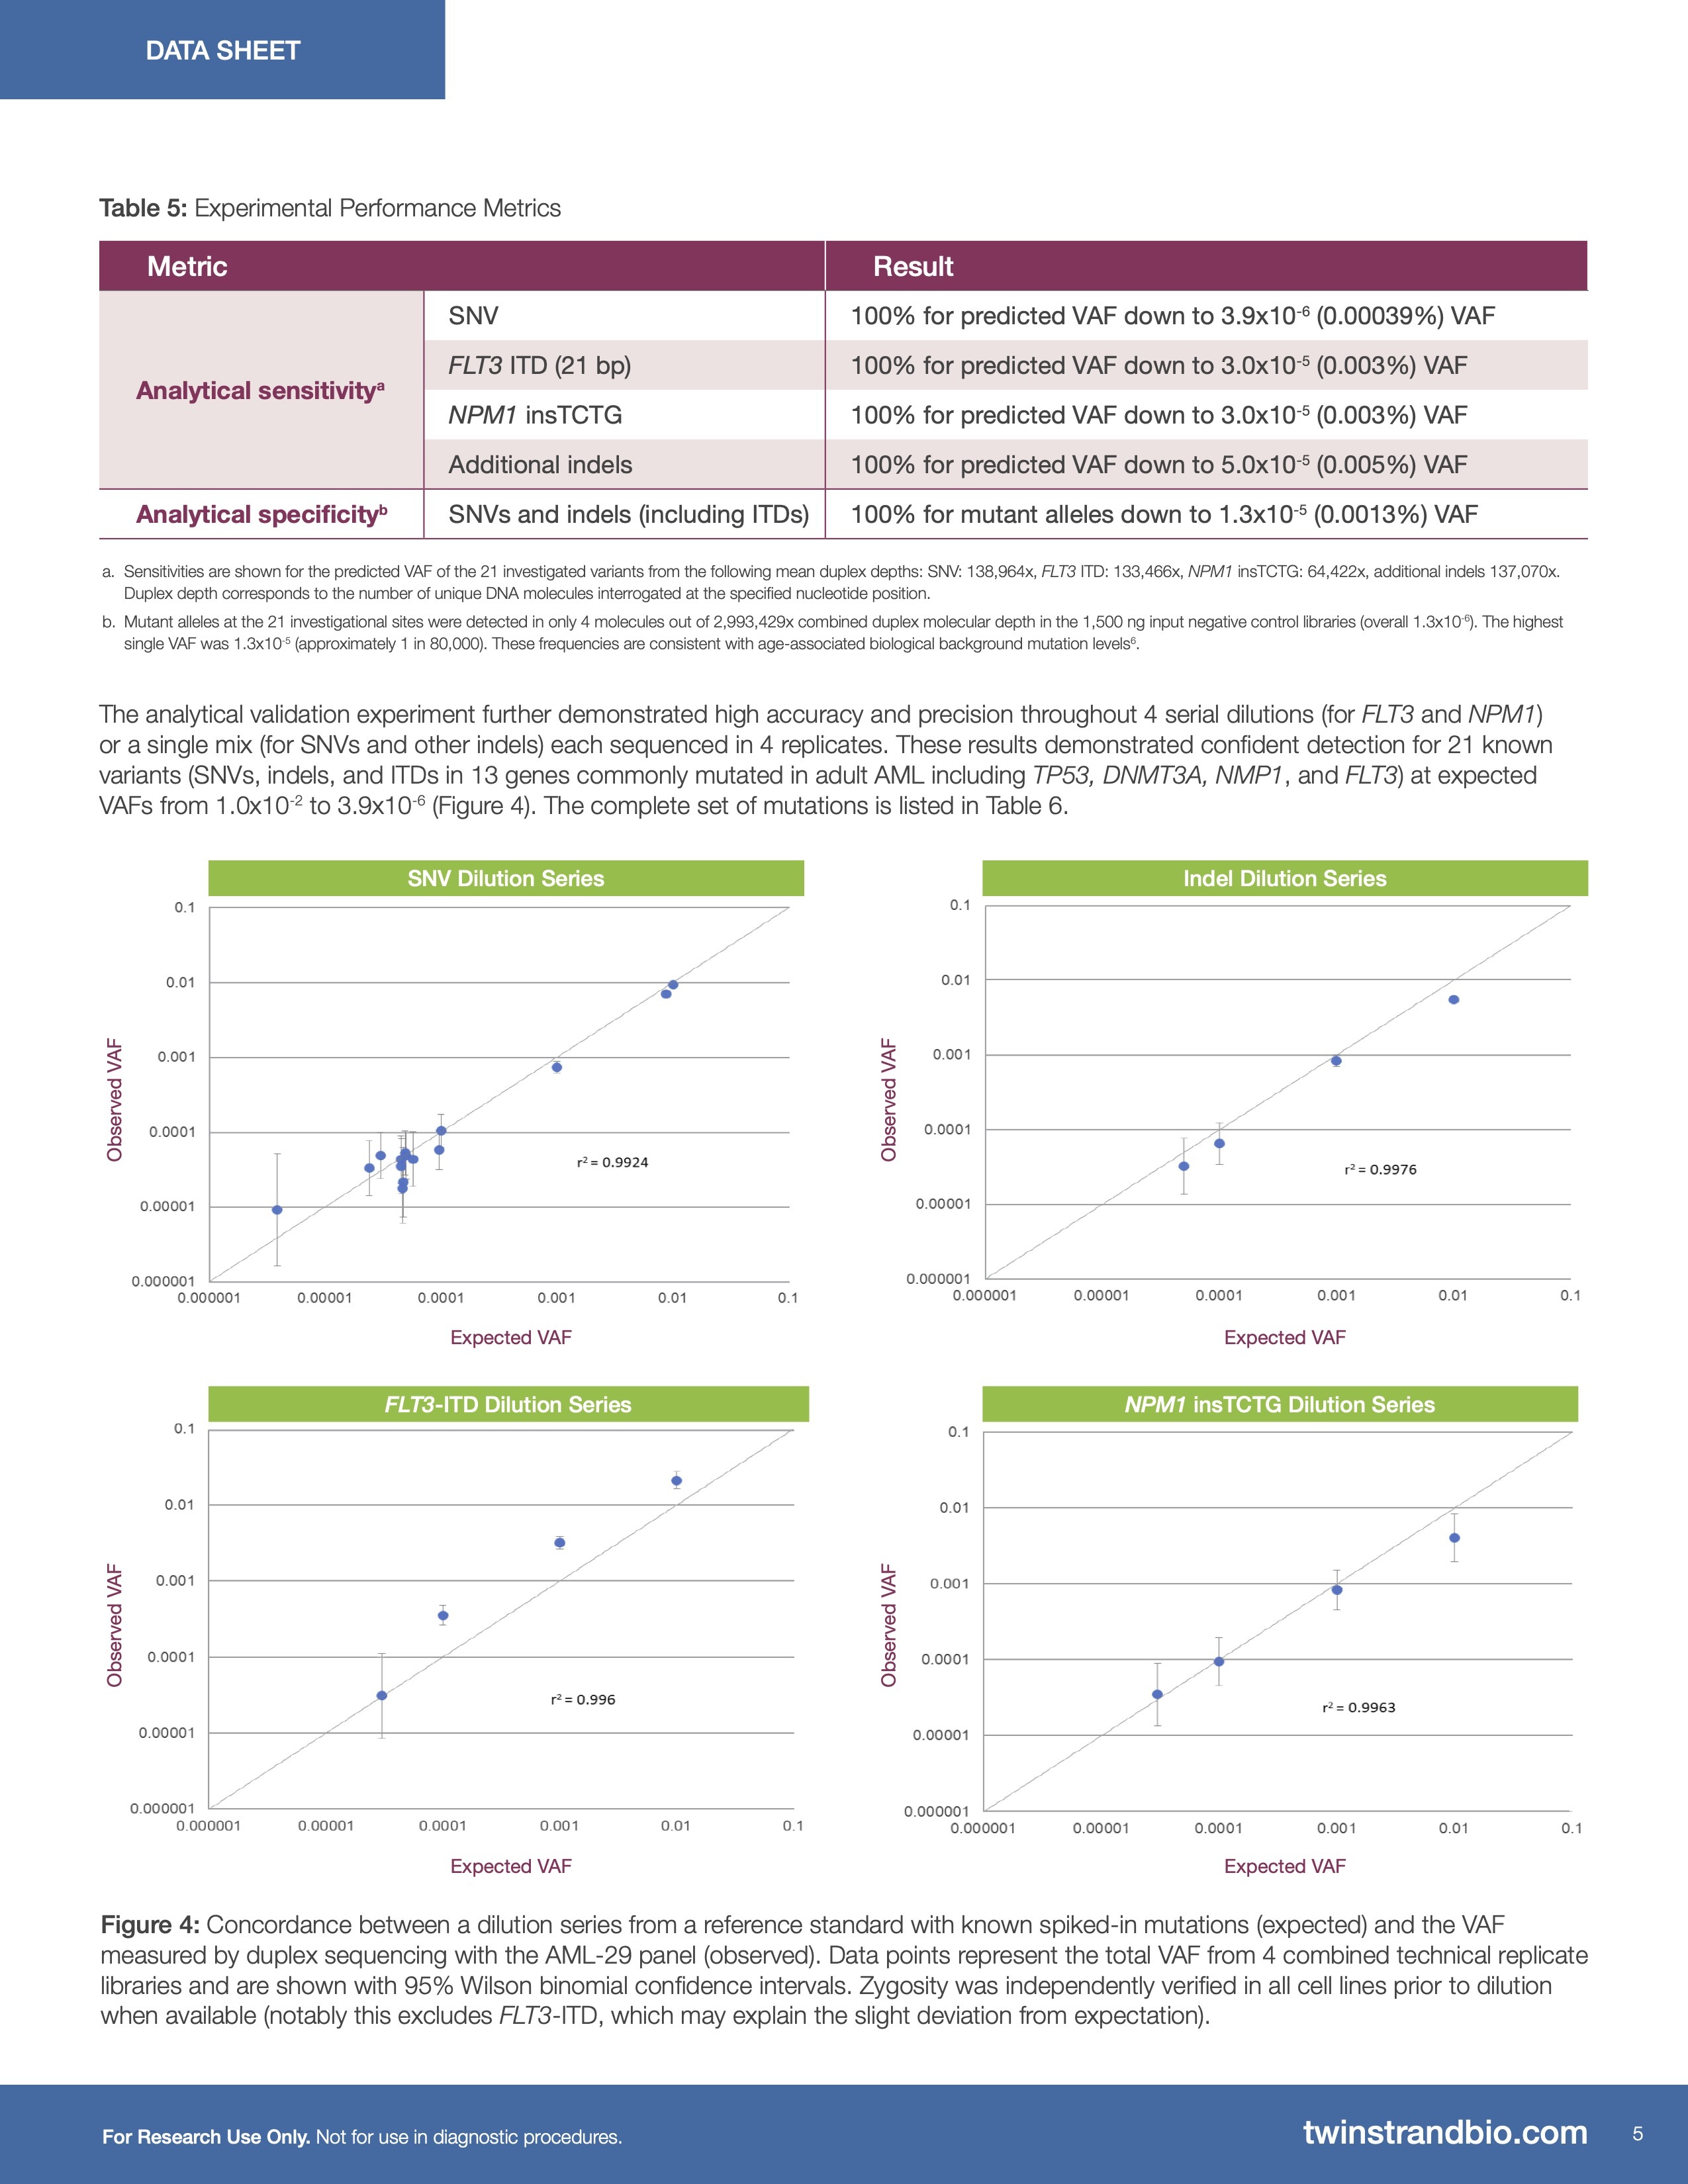 DATA SHEET
Table 5: Experimental Performance Metrics
Metric Result
Analytical sensitivityᵃ
SNV 100% for predicted VAF down to 3.9x10⁻⁶ (0.00039%) VAF
FLT3 ITD (21 bp) 100% for predicted VAF down to 3.0x10⁻⁵ (0.003%) VAF
NPM1 insTCTG 100% for predicted VAF down to 3.0x10⁻⁵ (0.003%) VAF
Additional indels 100% for predicted VAF down to 5.0x10⁻⁵ (0.005%) VAF
Analytical specificityᵇ SNVs and indels (including ITDs) 100% for mutant alleles down to 1.3x10⁻⁵ (0.0013%) VAF
a. Sensitivities are shown for the predicted VAF of the 21 investigated variants from the following mean duplex depths: SNV: 138,964x, FLT3 ITD: 133,466x, NPM1 insTCTG: 64,422x, additional indels 137,070x.
Duplex depth corresponds to the number of unique DNA molecules interrogated at the specified nucleotide position.
b. Mutant alleles at the 21 investigational sites were detected in only 4 molecules out of 2,993,429x combined duplex molecular depth in the 1,500 ng input negative control libraries (overall 1.3x10⁻⁶). The highest
single VAF was 1.3x10⁻⁵ (approximately 1 in 80,000). These frequencies are consistent with age-associated biological background mutation levels⁶.
The analytical validation experiment further demonstrated high accuracy and precision throughout 4 serial dilutions (for FLT3 and NPM1)
or a single mix (for SNVs and other indels) each sequenced in 4 replicates. These results demonstrated confident detection for 21 known
variants (SNVs, indels, and ITDs in 13 genes commonly mutated in adult AML including TP53, DNMT3A, NMP1, and FLT3) at expected
VAFs from 1.0x10⁻² to 3.9x10⁻⁶ (Figure 4). The complete set of mutations is listed in Table 6.
SNV Dilution Series
0.1
0.01
0.001
0.0001
0.00001
0.000001
Observed VAF
r² = 0.9924
0.000001 0.00001 0.0001 0.001 0.01 0.1
Expected VAF
Indel Dilution Series
0.1
0.01
0.001
0.0001
0.00001
0.000001
Observed VAF
r² = 0.9976
0.000001 0.00001 0.0001 0.001 0.01 0.1
Expected VAF
FLT3-ITD Dilution Series
0.1
0.01
0.001
0.0001
0.00001
0.000001
Observed VAF
r² = 0.996
0.000001 0.00001 0.0001 0.001 0.01 0.1
Expected VAF
NPM1 insTCTG Dilution Series
0.1
0.01
0.001
0.0001
0.00001
0.000001
Observed VAF
r² = 0.9963
0.000001 0.00001 0.0001 0.001 0.01 0.1
Expected VAF
Figure 4: Concordance between a dilution series from a reference standard with known spiked-in mutations (expected) and the VAF
measured by duplex sequencing with the AML-29 panel (observed). Data points represent the total VAF from 4 combined technical replicate
libraries and are shown with 95% Wilson binomial confidence intervals. Zygosity was independently verified in all cell lines prior to dilution
when available (notably this excludes FLT3-ITD, which may explain the slight deviation from expectation).
For Research Use Only. Not for use in diagnostic procedures.
twinstrandbio.com 5